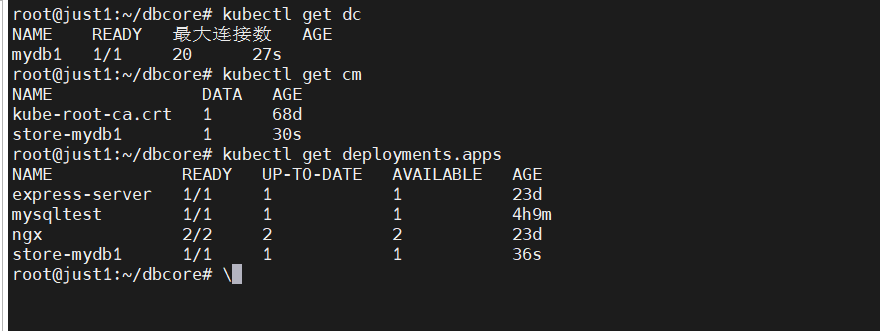 root@just1:~/dbcore# kubectl get dc
NAME    READY   最大连接数   AGE
mydb1   1/1     20      27s
root@just1:~/dbcore# kubectl get cm
NAME               DATA   AGE
kube-root-ca.crt   1      68d
store-mydb1        1      30s
root@just1:~/dbcore# kubectl get deployments.apps
NAME             READY   UP-TO-DATE   AVAILABLE   AGE
express-server   1/1     1            1           23d
mysqltest        1/1     1            1           4h9m
ngx              2/2     2            2           23d
store-mydb1      1/1     1            1           36s
root@just1:~/dbcore# \